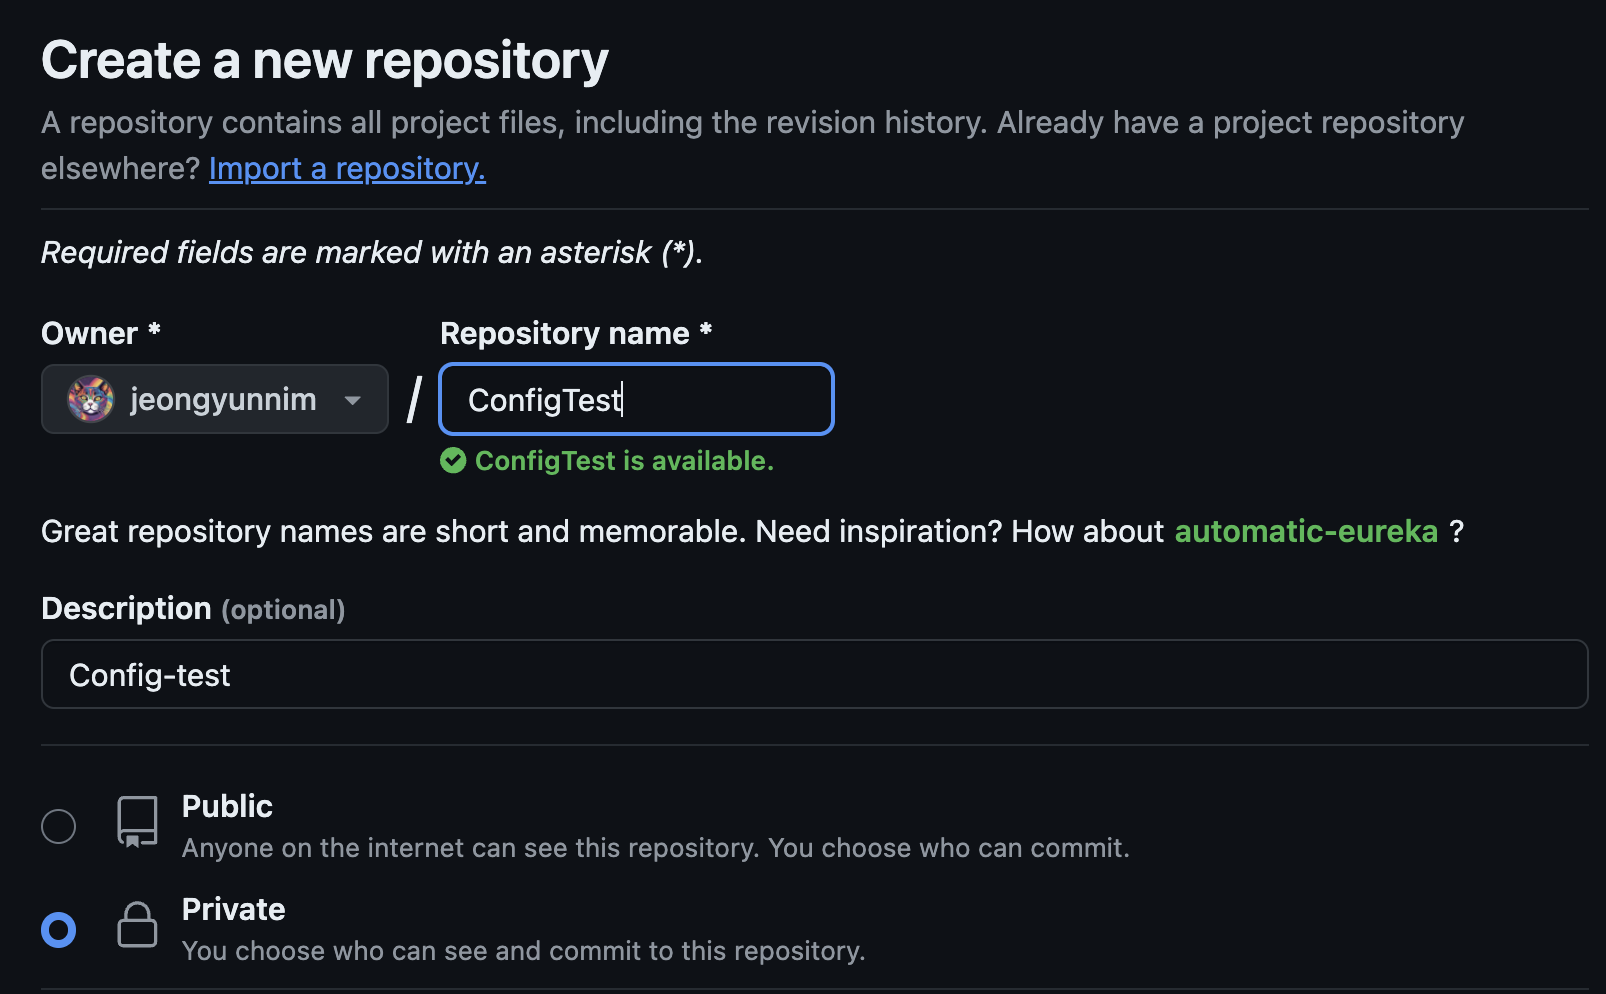 Create a new repository
A repository contains all project files, including the revision history. Already have a project repository
elsewhere? Import a repository.
Required fields are marked with an asterisk (*).
Owner *
Repository name *
jeongyunnim
/
ConfigTest
ConfigTest is available.
Great repository names are short and memorable. Need inspiration? How about automatic-eureka ?
Description (optional)
Config-test
Public
Anyone on the internet can see this repository. You choose who can commit.
Private
You choose who can see and commit to this repository.